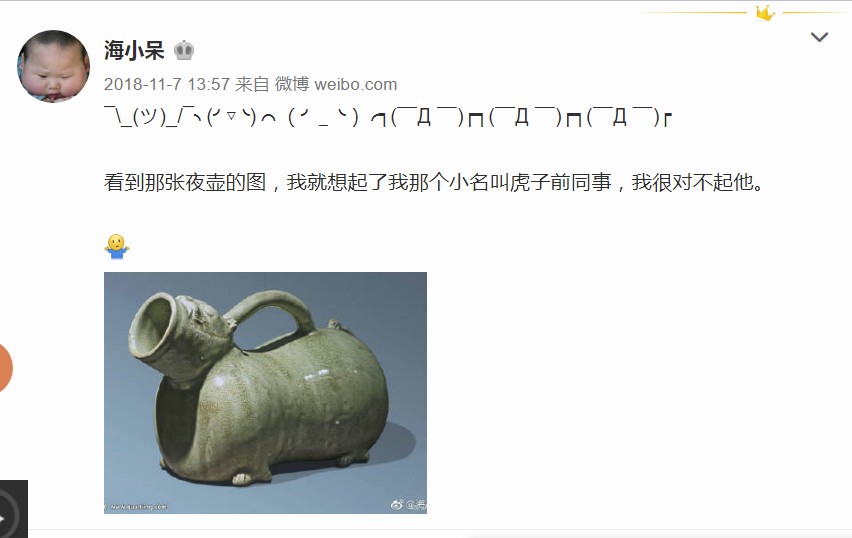 海小呆
2018-11-7 13:57 来自 微博 weibo.com
¯\_(ツ)_/¯ヽ(✔▽✔)⌒（✔_✔）╭┓(￣Д￣)┏┓(￣Д￣)┏┓(￣Д￣)┏
看到那张夜壶的图，我就想起了我那个小名叫虎子前同事，我很对不起他。
@海